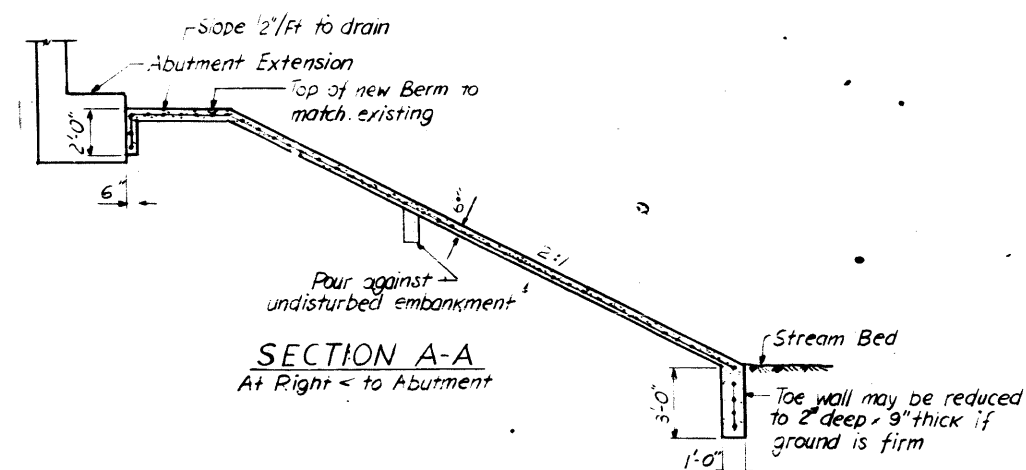 Slope 1/2"/Ft to drain
Abutment Extension
Top of new Berm to
match existing
2'-0"
6"
6"
2:1
Pour against
undisturbed embankment
SECTION A-A
At Right < to Abutment
Stream Bed
3'-0"
Toe wall may be reduced
to 2' deep x 9" thick if
ground is firm
1'-0"